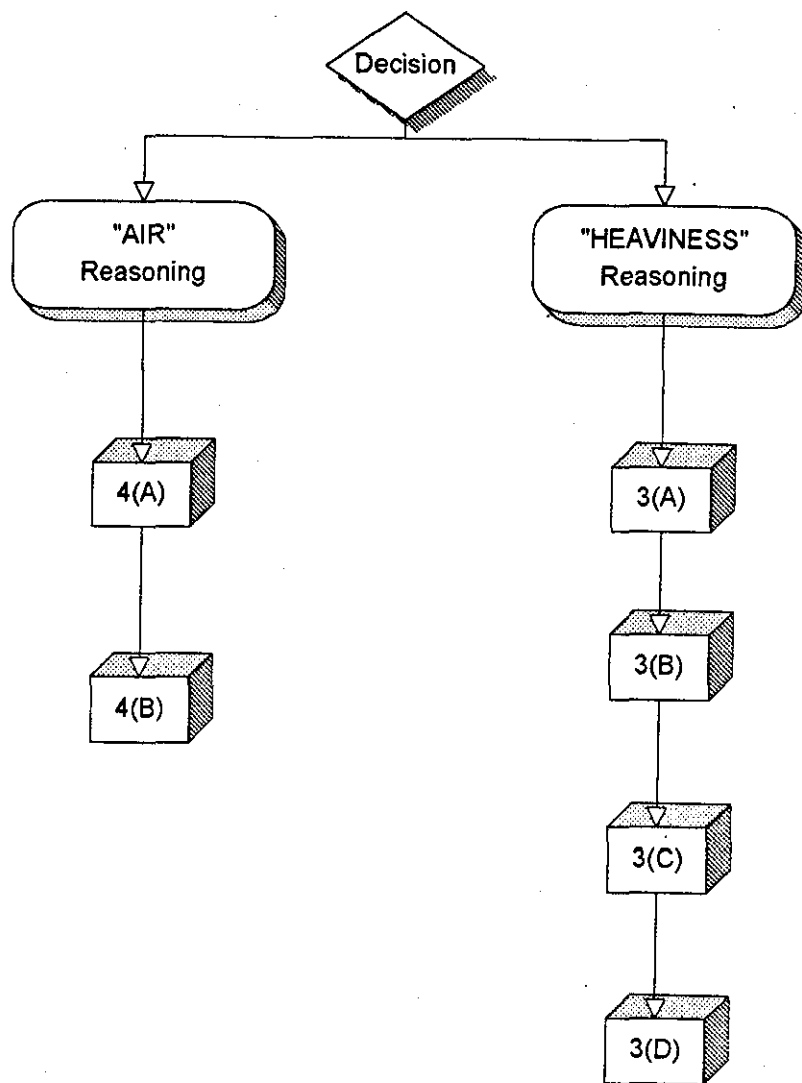 Decision
"AIR"
Reasoning
"HEAVINESS"
Reasoning
4(A)
3(A)
3(B)
4(B)
3(C)
3(D)